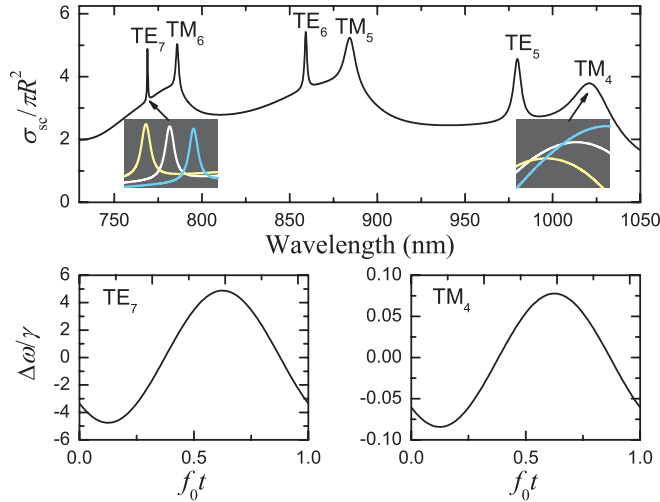 6
4
2
0
σsc/πR²
TE₇
TM₆
TE₆
TM₅
TE₅
TM₄
750 800 850 900 950 1000 1050
Wavelength (nm)
6
4
2
0
-2
-4
-6
Δω/γ
TE₇
0.0 0.5 1.0
f₀t
0.10
0.05
0.00
-0.05
-0.10
TM₄
0.0 0.5 1.0
f₀t